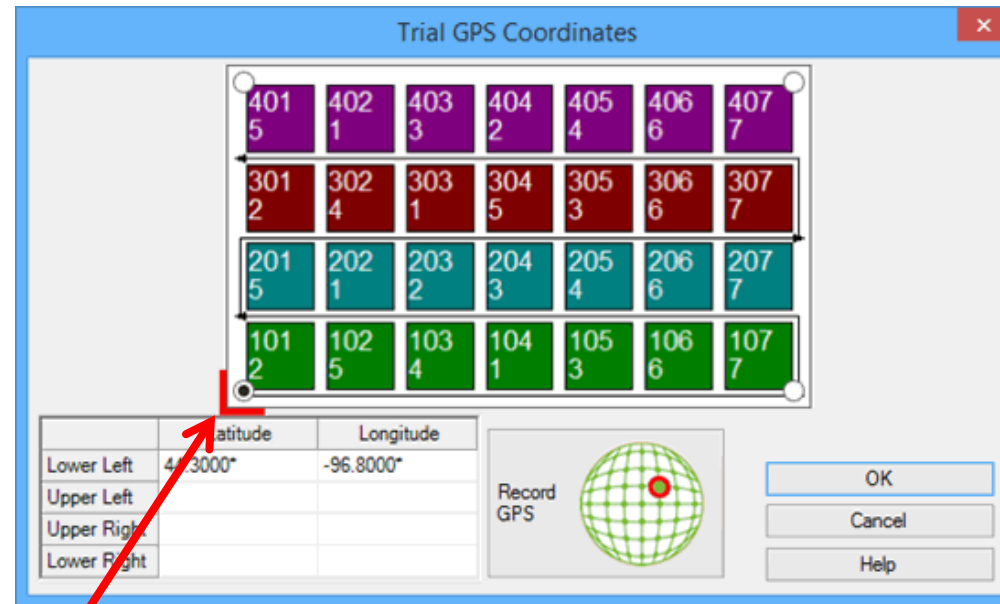 Trial GPS Coordinates
401 402 403 404 405 406 407
5 1 3 2 4 6 7
301 302 303 304 305 306 307
2 4 1 5 3 6 7
201 202 203 204 205 206 207
5 1 2 3 4 6 7
101 102 103 104 105 106 107
2 5 4 1 3 6 7
Latitude Longitude
Lower Left 44.3000* -96.8000*
Upper Left
Upper Right
Lower Right
Record
GPS
OK
Cancel
Help